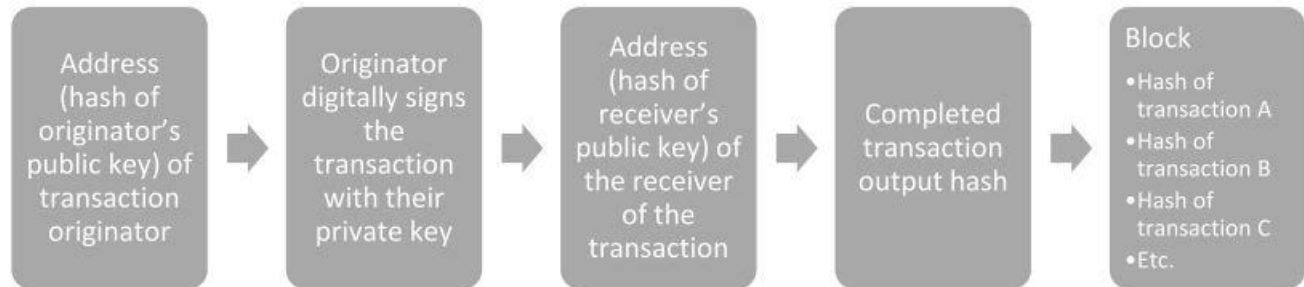 Address
(hash of
originator's
public key) of
transaction
originator
Originator
digitally signs
the
transaction
with their
private key
Address
(hash of
receiver's
public key) of
the receiver
of the
transaction
Completed
transaction
output hash
Block
•Hash of
transaction A
•Hash of
transaction B
•Hash of
transaction C
•Etc.